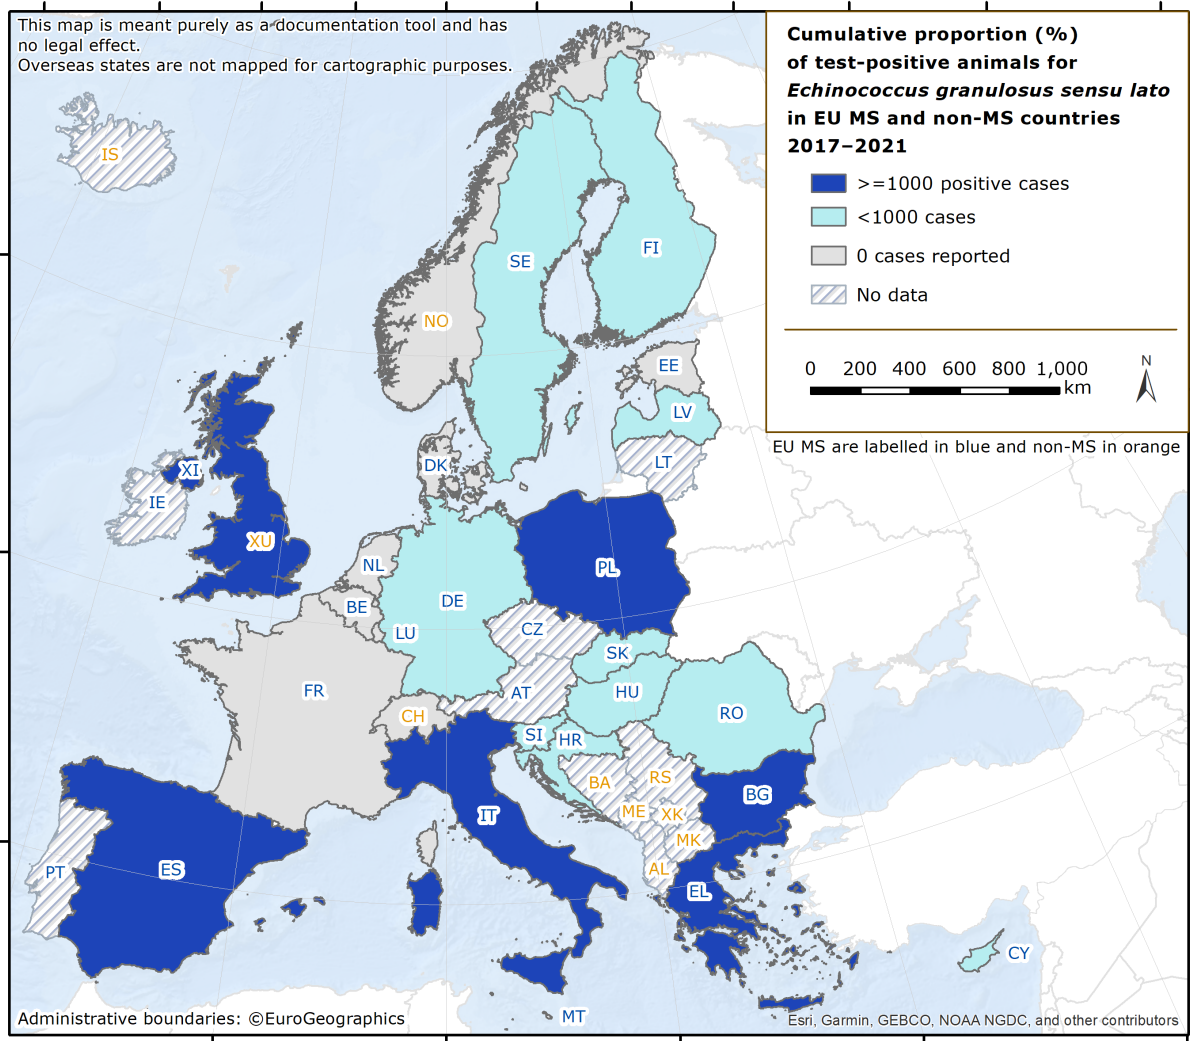 This map is meant purely as a documentation tool and has
no legal effect.
Overseas states are not mapped for cartographic purposes.
Cumulative proportion (%)
of test-positive animals for
Echinococcus granulosus sensu lato
in EU MS and non-MS countries
2017–2021
>=1000 positive cases
<1000 cases
0 cases reported
No data
0 200 400 600 800 1,000
km
N
EU MS are labelled in blue and non-MS in orange
IS
SE
FI
NO
EE
LV
DK
LT
XI
IE
XU
PL
NL
BE
DE
LU
CZ
SK
FR
AT
HU
CH
RO
SI
HR
BA
RS
BG
ME
XK
IT
MK
PT
ES
AL
EL
CY
MT
Administrative boundaries: ©EuroGeographics
Esri, Garmin, GEBCO, NOAA NGDC, and other contributors